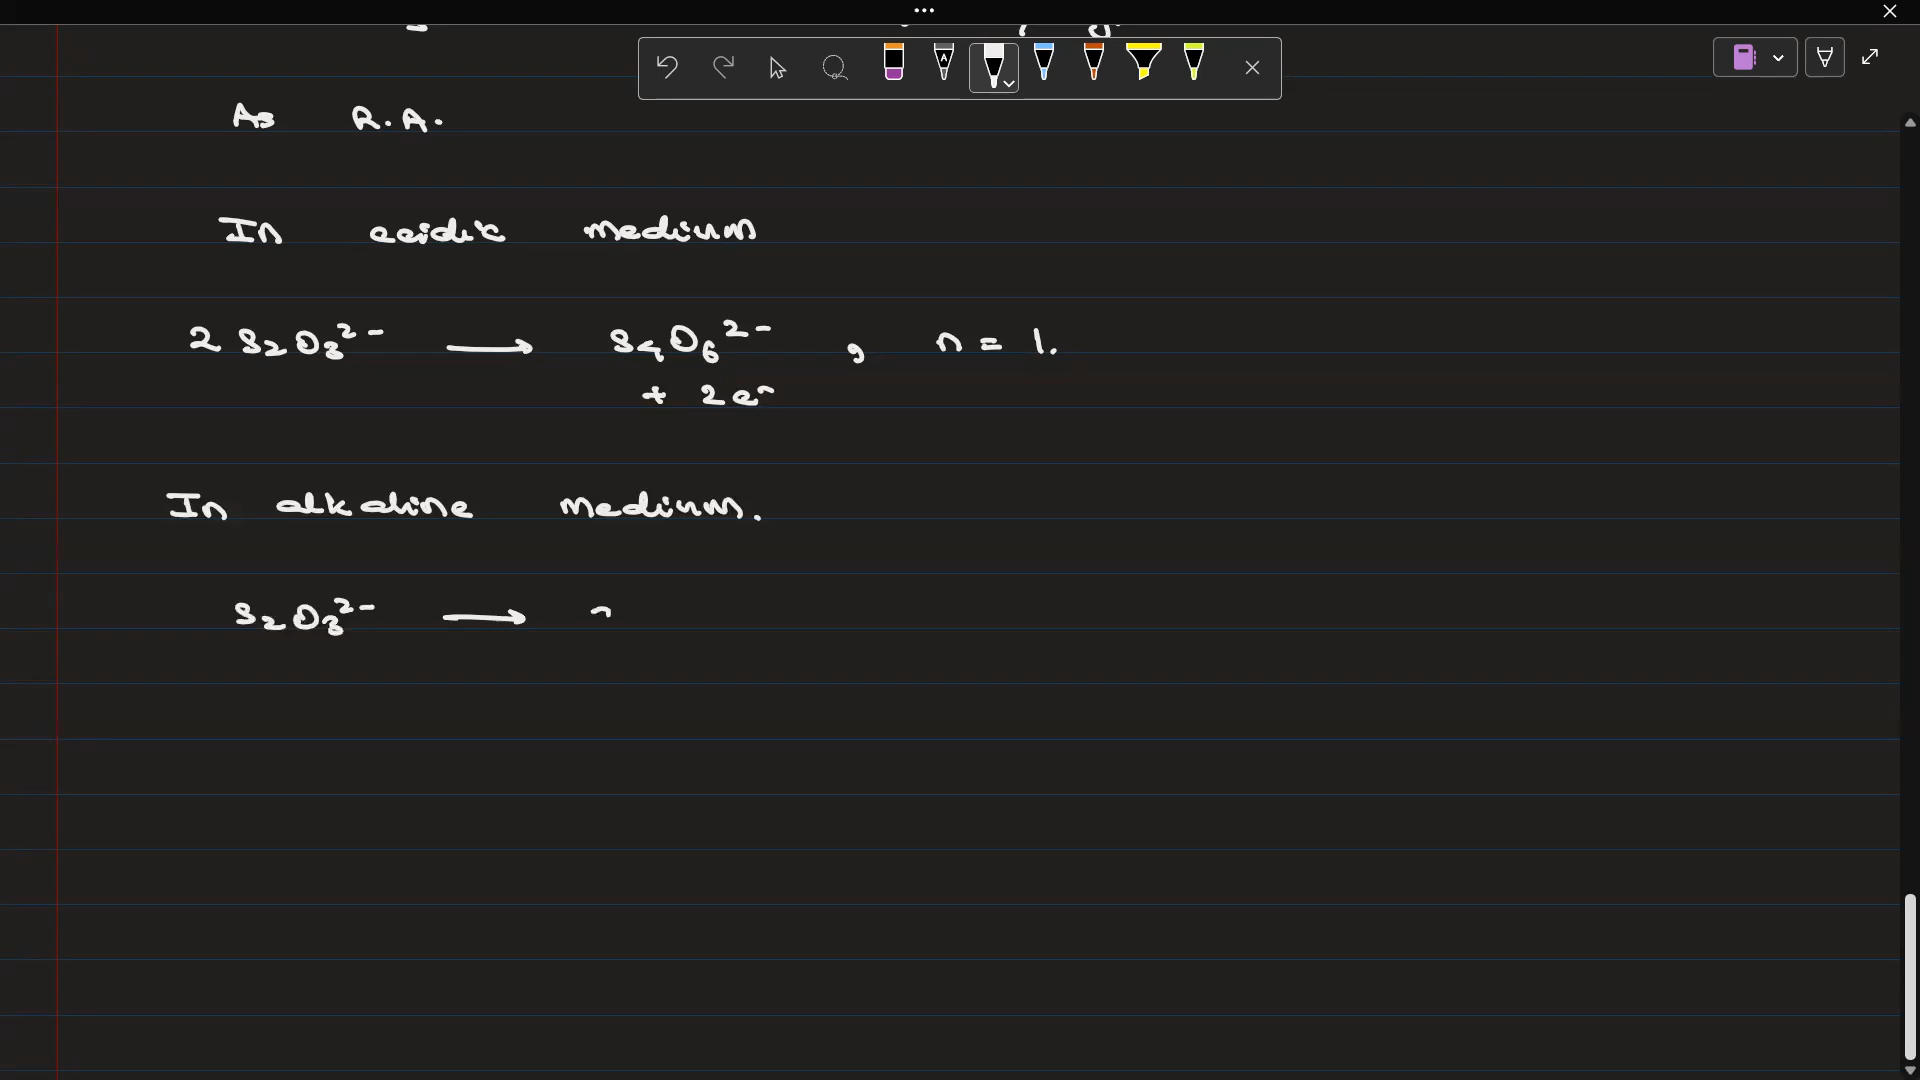 As R.A.
In acidic medium
2 S₂O₃²⁻ ⟶ S₄O₆²⁻ , n = 1.
+ 2e⁻
In alkaline medium.
S₂O₃²⁻ ⟶